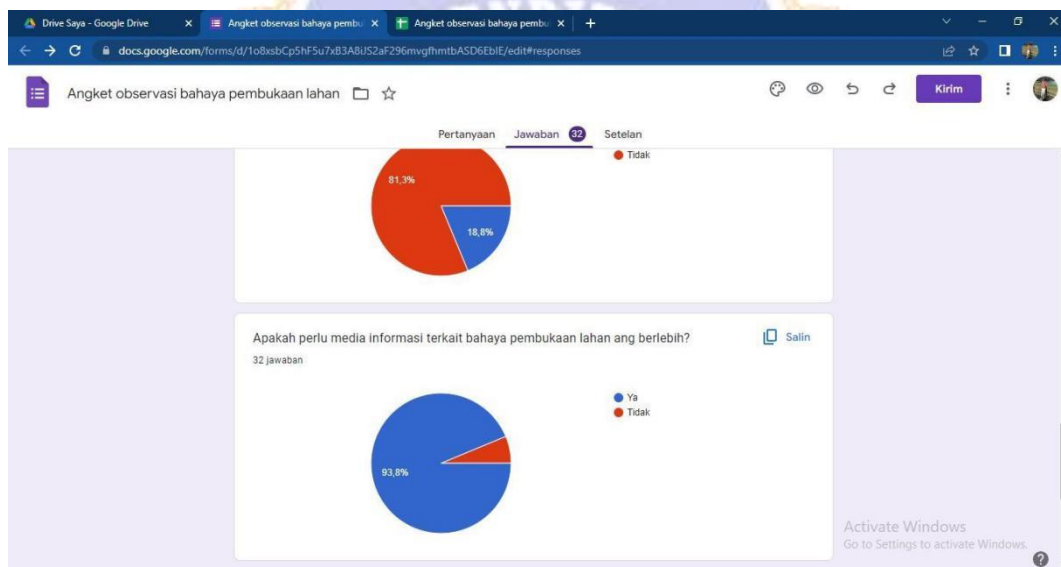 Drive Saya - Google Drive
Angket observasi bahaya pembu
Angket observasi bahaya pembu
docs.google.com/forms/d/1o8xsbCp5hF5u7xB3A8iJS2aF296mvgfhmtbASD6EbIE/edit#responses
Angket observasi bahaya pembukaan lahan
Kirim
Pertanyaan Jawaban 32 Setelan
Tidak
81,3%
18,8%
Apakah perlu media informasi terkait bahaya pembukaan lahan ang berlebih?
Salin
32 jawaban
Ya
Tidak
93,8%
Activate Windows
Go to Settings to activate Windows.